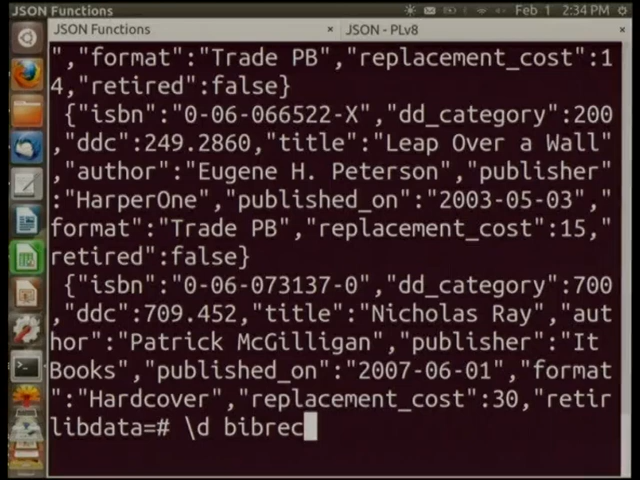 JSON Functions
Feb 1 2:34 PM
JSON Functions × JSON - PLv8 ×
","format":"Trade PB","replacement_cost":1
4,"retired":false}
{"isbn":"0-06-066522-X","dd_category":200
,"ddc":249.2860,"title":"Leap Over a Wall"
,"author":"Eugene H. Peterson","publisher"
:"HarperOne","published_on":"2003-05-03","
format":"Trade PB","replacement_cost":15,"
retired":false}
{"isbn":"0-06-073137-0","dd_category":700
,"ddc":709.452,"title":"Nicholas Ray","aut
hor":"Patrick McGilligan","publisher":"It
Books","published_on":"2007-06-01","format
":"Hardcover","replacement_cost":30,"retir
libdata=# \d bibrec